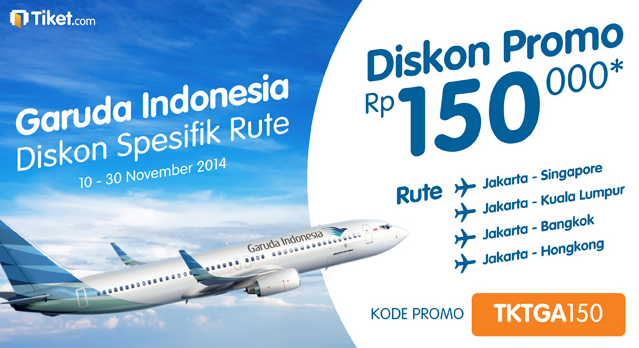 Tiket.com
Garuda Indonesia
Diskon Spesifik Rute
10 - 30 November 2014
Garuda Indonesia
Diskon Promo
Rp 150 000*
Rute
Jakarta - Singapore
Jakarta - Kuala Lumpur
Jakarta - Bangkok
Jakarta - Hongkong
KODE PROMO TKTGA150